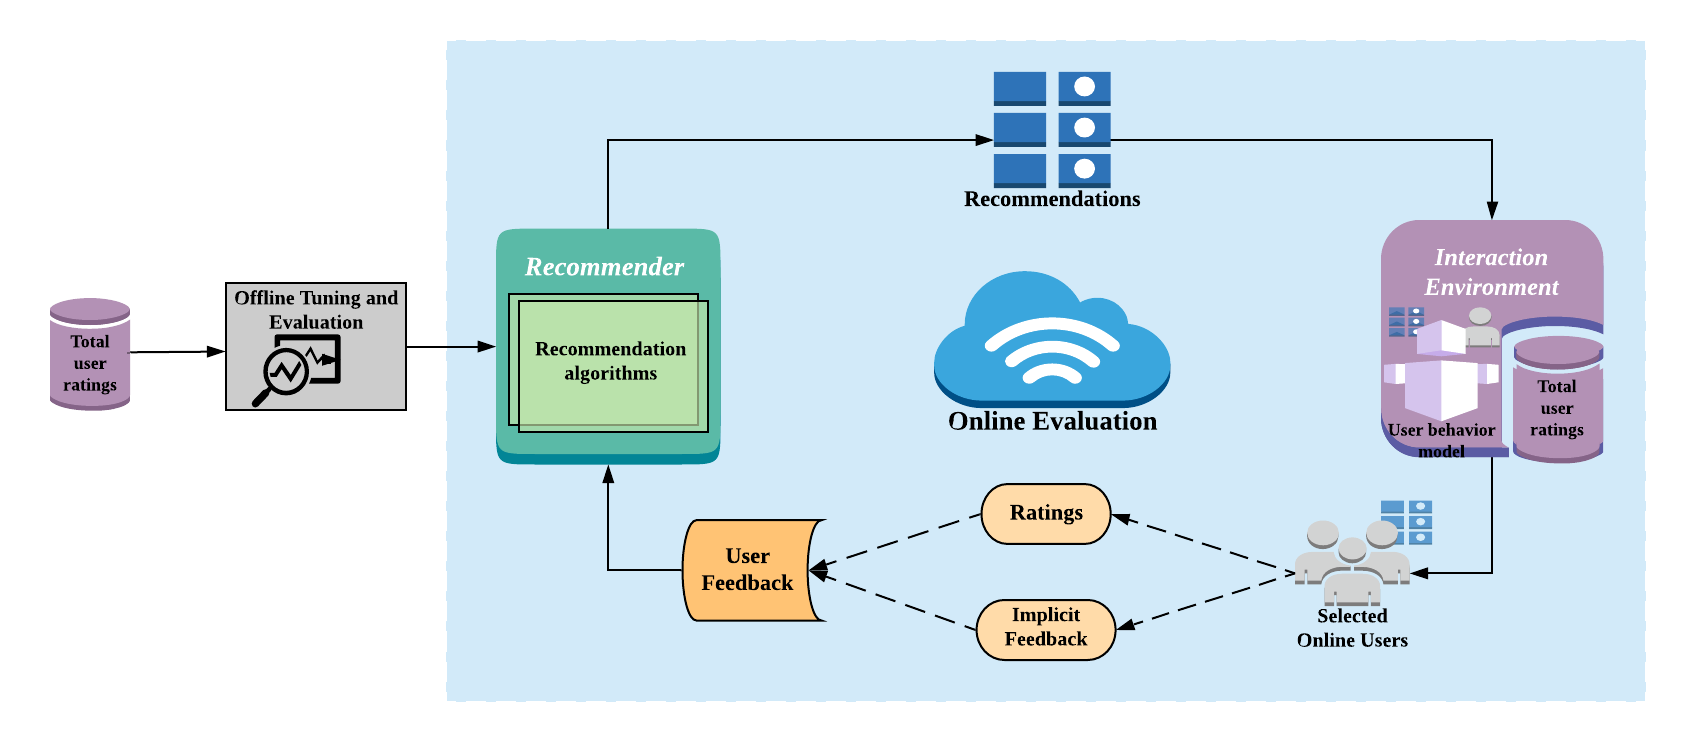 Total
user
ratings
Offline Tuning and
Evaluation
Recommender
Recommendation
algorithms
Recommendations
Online Evaluation
Interaction
Environment
User behavior
model
Total
user
ratings
Selected
Online Users
Ratings
Implicit
Feedback
User
Feedback